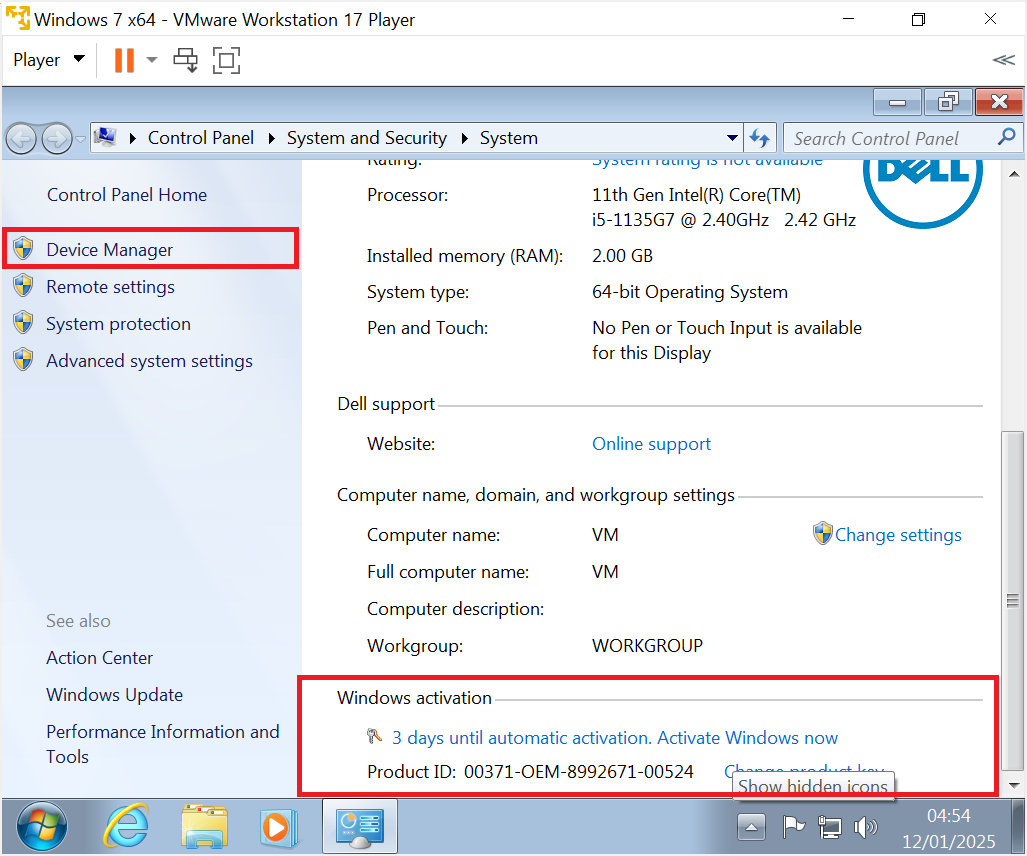 Windows 7 x64 - VMware Workstation 17 Player
Player
Control Panel
System and Security
System
Search Control Panel
Control Panel Home
Device Manager
Remote settings
System protection
Advanced system settings
See also
Action Center
Windows Update
Performance Information and
Tools
Rating:
System rating is not available
DELL
Processor:
11th Gen Intel(R) Core(TM)
i5-1135G7 @ 2.40GHz 2.42 GHz
Installed memory (RAM):
2.00 GB
System type:
64-bit Operating System
Pen and Touch:
No Pen or Touch Input is available
for this Display
Dell support
Website:
Online support
Computer name, domain, and workgroup settings
Computer name:
VM
Change settings
Full computer name:
VM
Computer description:
Workgroup:
WORKGROUP
Windows activation
3 days until automatic activation. Activate Windows now
Product ID: 00371-OEM-8992671-00524
Change product key
Show hidden icons
04:54
12/01/2025